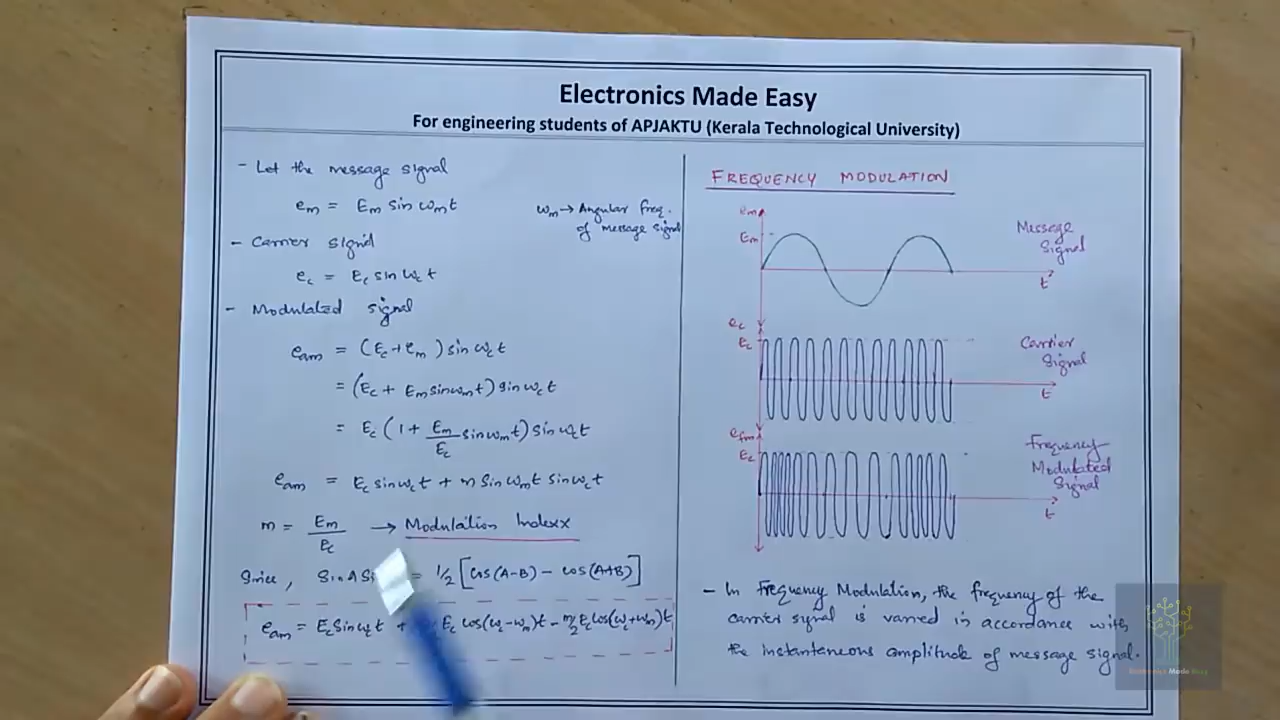 Electronics Made Easy
For engineering students of APJAKTU (Kerala Technological University)
- Let the message signal
em = Em sin ωmt
ωm → Angular freq.
of message signal
- Carrier signal
ec = Ec sin ωct
- Modulated signal
eam = (Ec + em) sin ωct
= (Ec + Em sin ωmt) sin ωct
= Ec (1 + Em/Ec sin ωmt) sin ωct
eam = Ec sin ωct + m sin ωmt sin ωct
m = Em/Ec → Modulation Indexx
Since, Sin A Si = 1/2 [cos(A-B) - cos(A+B)]
eam = Ec sin ωct + Ec cos(ωc-ωm)t - m/2 Ec cos(ωc+ωm)t
FREQUENCY MODULATION
em
Em
Message
Signal
t
ec
Ec
Carrier
Signal
t
efm
Ec
Frequency
Modulated
Signal
t
- In Frequency Modulation, the frequency of the
carrier signal is varied in accordance with
the instantaneous amplitude of message signal.
Electronics Made Easy